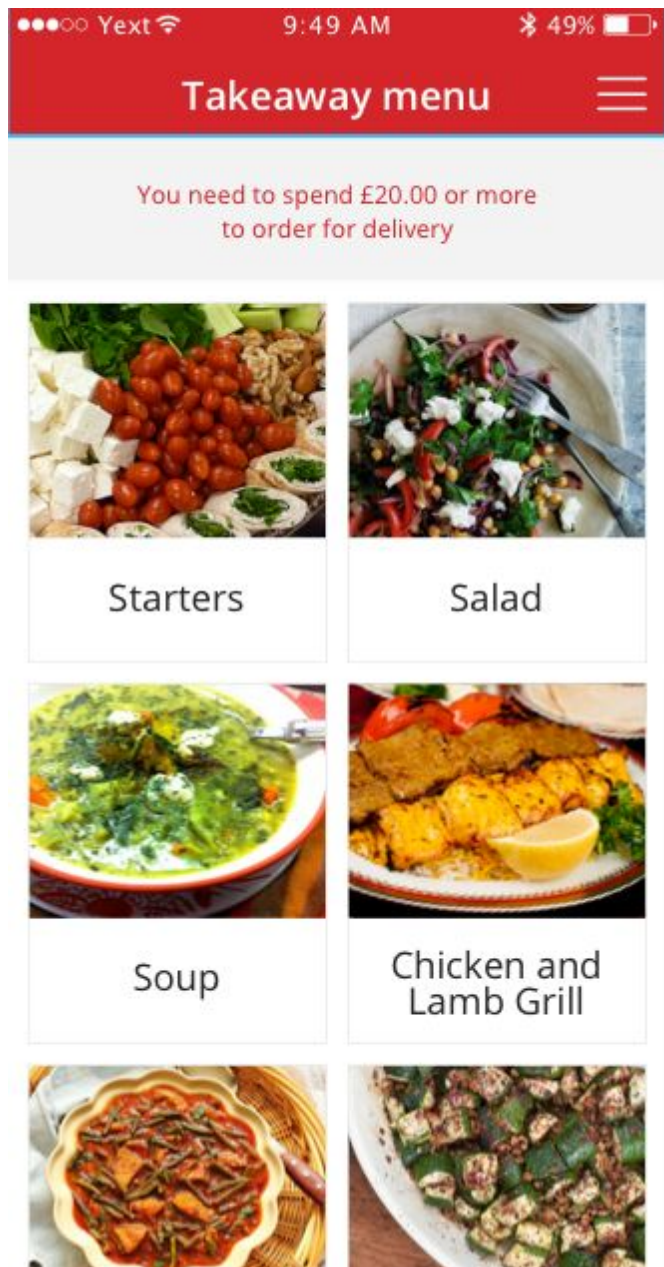 Yext 9:49 AM 49%
Takeaway menu
You need to spend £20.00 or more
to order for delivery
Starters
Salad
Soup
Chicken and
Lamb Grill